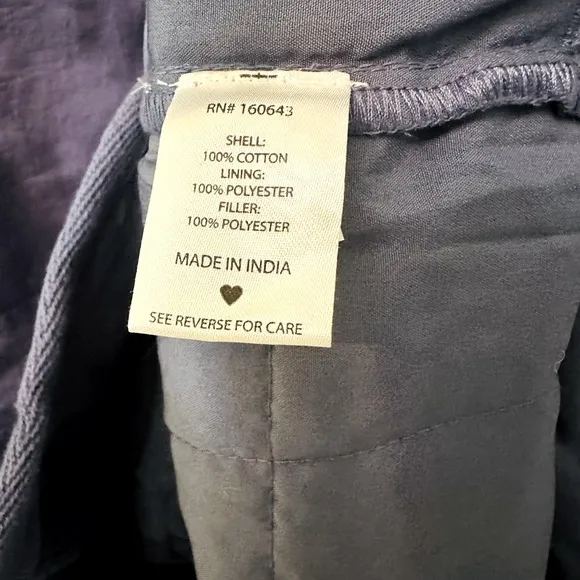 RN# 160643
SHELL:
100% COTTON
LINING:
100% POLYESTER
FILLER:
100% POLYESTER
MADE IN INDIA
SEE REVERSE FOR CARE